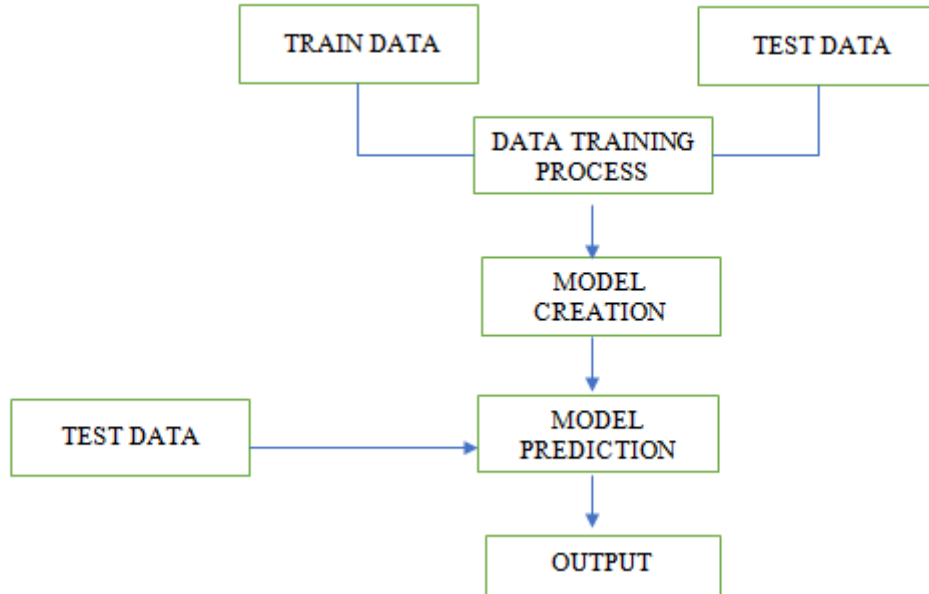 TRAIN DATA
TEST DATA
DATA TRAINING
PROCESS
MODEL
CREATION
TEST DATA
MODEL
PREDICTION
OUTPUT